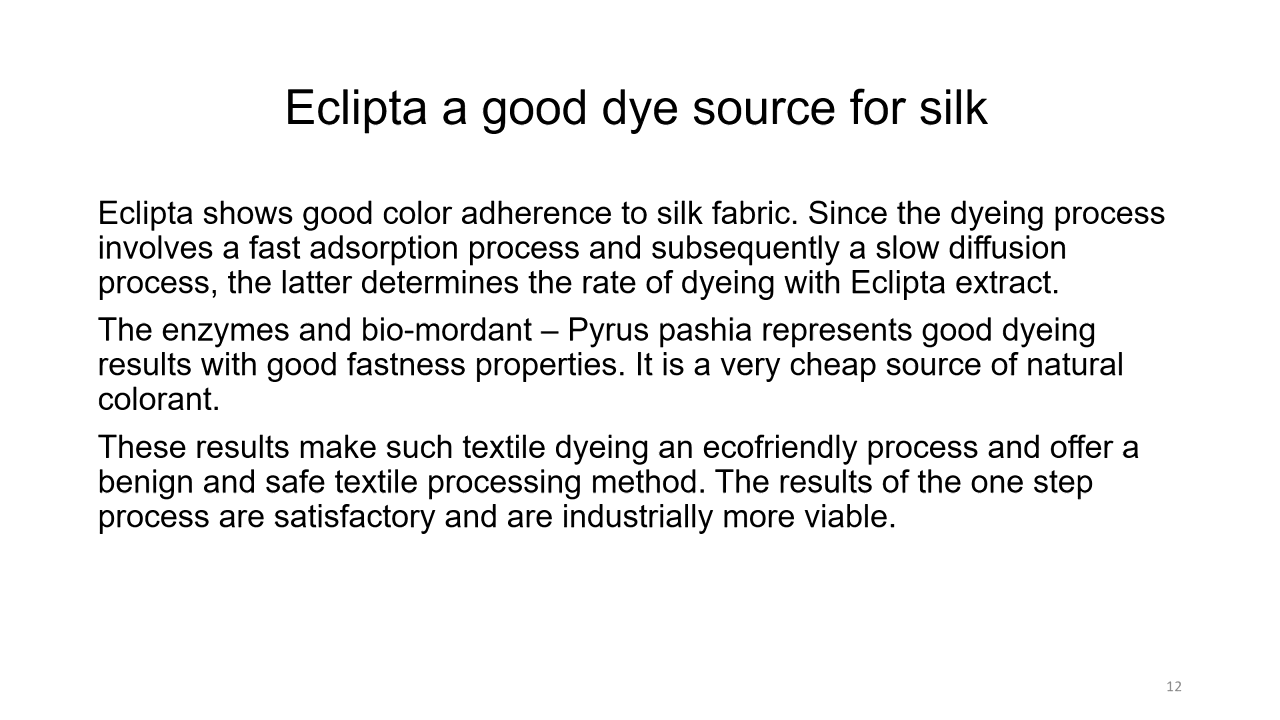 Eclipta a good dye source for silk
Eclipta shows good color adherence to silk fabric. Since the dyeing process
involves a fast adsorption process and subsequently a slow diffusion
process, the latter determines the rate of dyeing with Eclipta extract.
The enzymes and bio-mordant – Pyrus pashia represents good dyeing
results with good fastness properties. It is a very cheap source of natural
colorant.
These results make such textile dyeing an ecofriendly process and offer a
benign and safe textile processing method. The results of the one step
process are satisfactory and are industrially more viable.
12